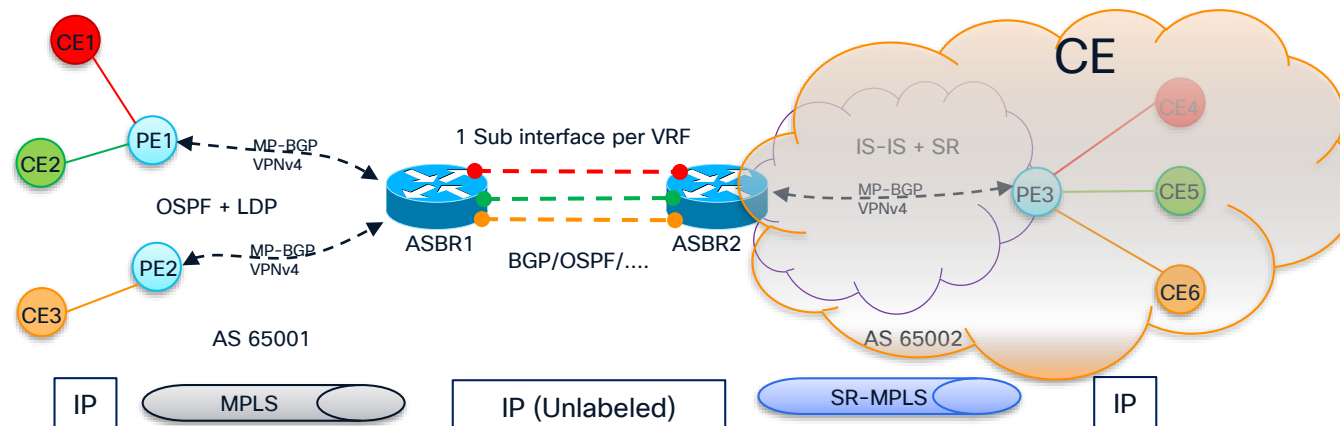 CE1
CE
CE4
1 Sub interface per VRF
PE1
MP-BGP
VPNv4
IS-IS + SR
CE2
PE3
CE5
MP-BGP
VPNv4
OSPF + LDP
ASBR1
ASBR2
MP-BGP
VPNv4
BGP/OSPF/....
PE2
CE3
CE6
AS 65001
AS 65002
IP
MPLS
IP (Unlabeled)
SR-MPLS
IP